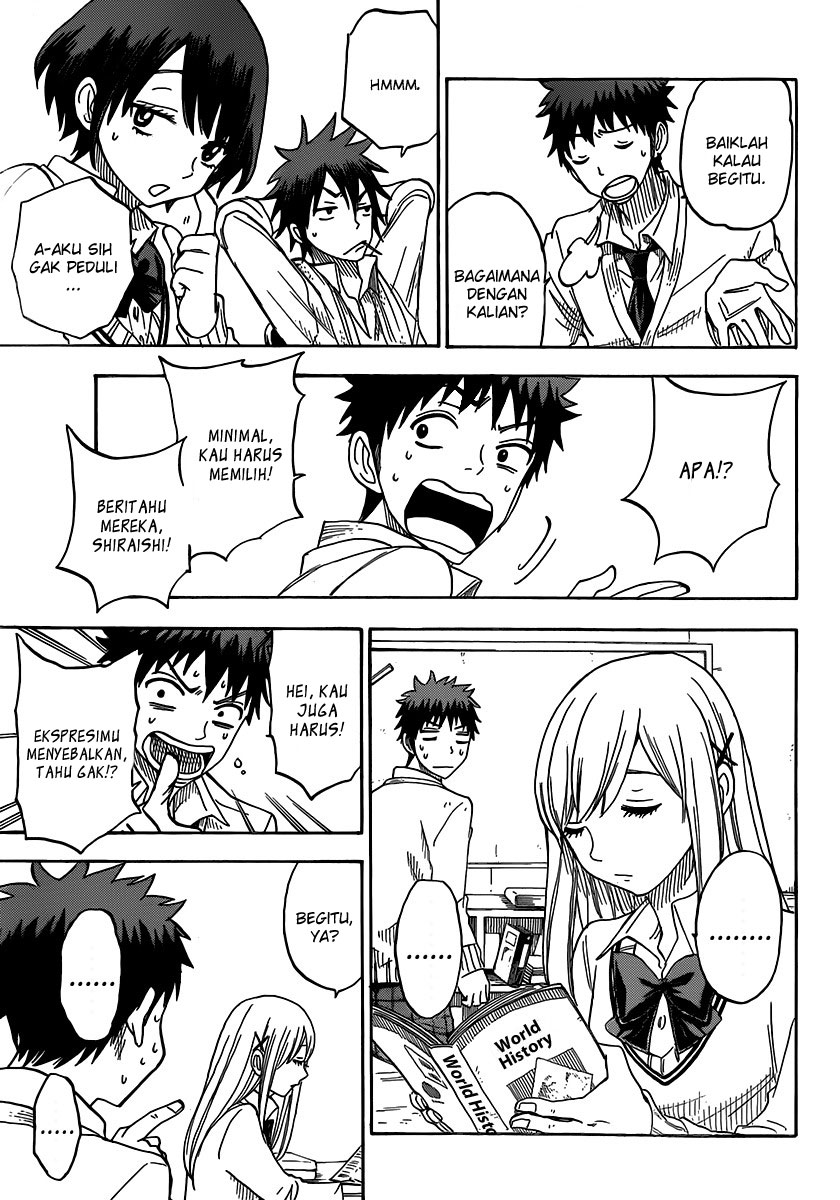 BAIKLAH
KALAU
BEGITU.
BAGAIMANA
DENGAN
KALIAN?
HMMM.
A-AKU SIH
GAK PEDULI
...
APA!?
MINIMAL,
KAU HARUS
MEMILIH!
BERITAHU
MEREKA,
SHIRAISHI!
........
......
World
History
World Histo
HEI, KAU
JUGA
HARUS!
EKSPRESIMU
MENYEBALKAN,
TAHU GAK!?
BEGITU,
YA?
......